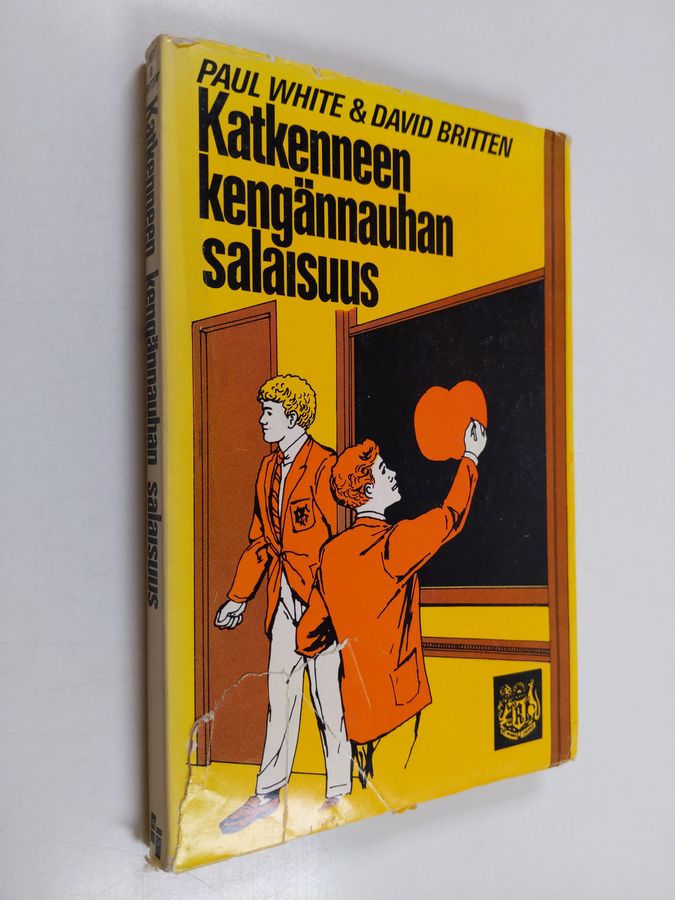 PAUL WHITE & DAVID BRITTEN
Katkenneen
kengännauhan
salaisuus
Katkenneen kengännauhan salaisuus